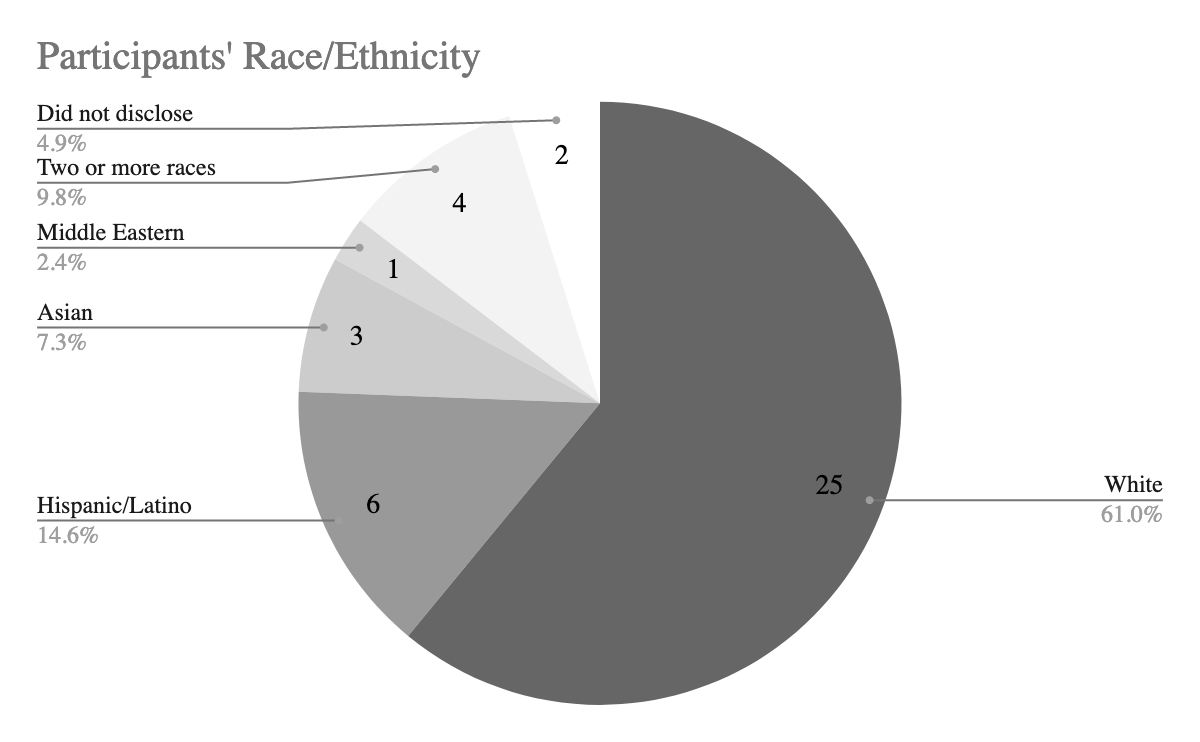 Participants' Race/Ethnicity
Did not disclose
4.9%
Two or more races
9.8%
Middle Eastern
2.4%
Asian
7.3%
Hispanic/Latino
14.6%
2
4
1
3
6
25
White
61.0%